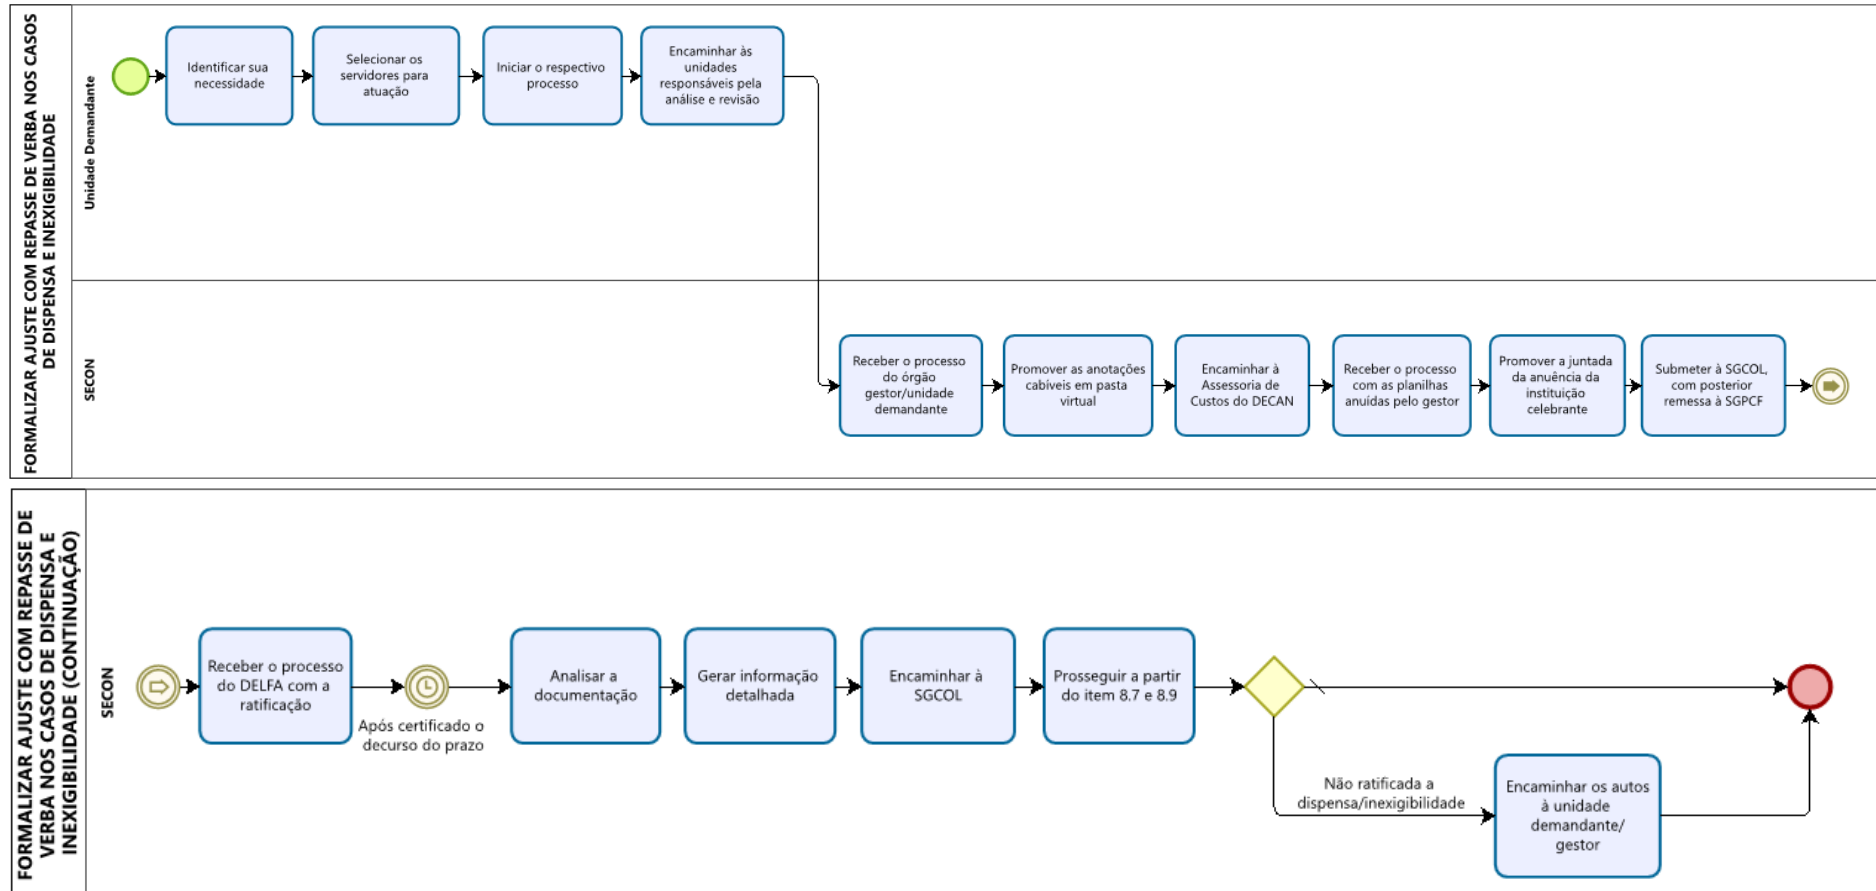 FORMALIZAR AJUSTE COM REPASSE DE VERBA NOS CASOS
DE DISPENSA E INEXIGIBILIDADE
Unidade Demandante
Identificar sua
necessidade
Selecionar os
servidores para
atuação
Iniciar o respectivo
processo
Encaminhar às
unidades
responsáveis pela
análise e revisão
SECON
Receber o processo
do órgão
gestor/unidade
demandante
Promover as anotações
cabíveis em pasta
virtual
Encaminhar à
Assessoria de
Custos do DECAN
Receber o processo
com as planilhas
anuídas pelo gestor
Promover a juntada
da anuência da
instituição
celebrante
Submeter à SGCOL,
com posterior
remessa à SGPCF
FORMALIZAR AJUSTE COM REPASSE DE
VERBA NOS CASOS DE DISPENSA E
INEXIGIBILIDADE (CONTINUAÇÃO)
SECON
Receber o processo
do DELFA com a
ratificação
Após certificado o
decurso do prazo
Analisar a
documentação
Gerar informação
detalhada
Encaminhar à
SGCOL
Prosseguir a partir
do item 8.7 e 8.9
Não ratificada a
dispensa/inexigibilidade
Encaminhar os autos
à unidade
demandante/
gestor